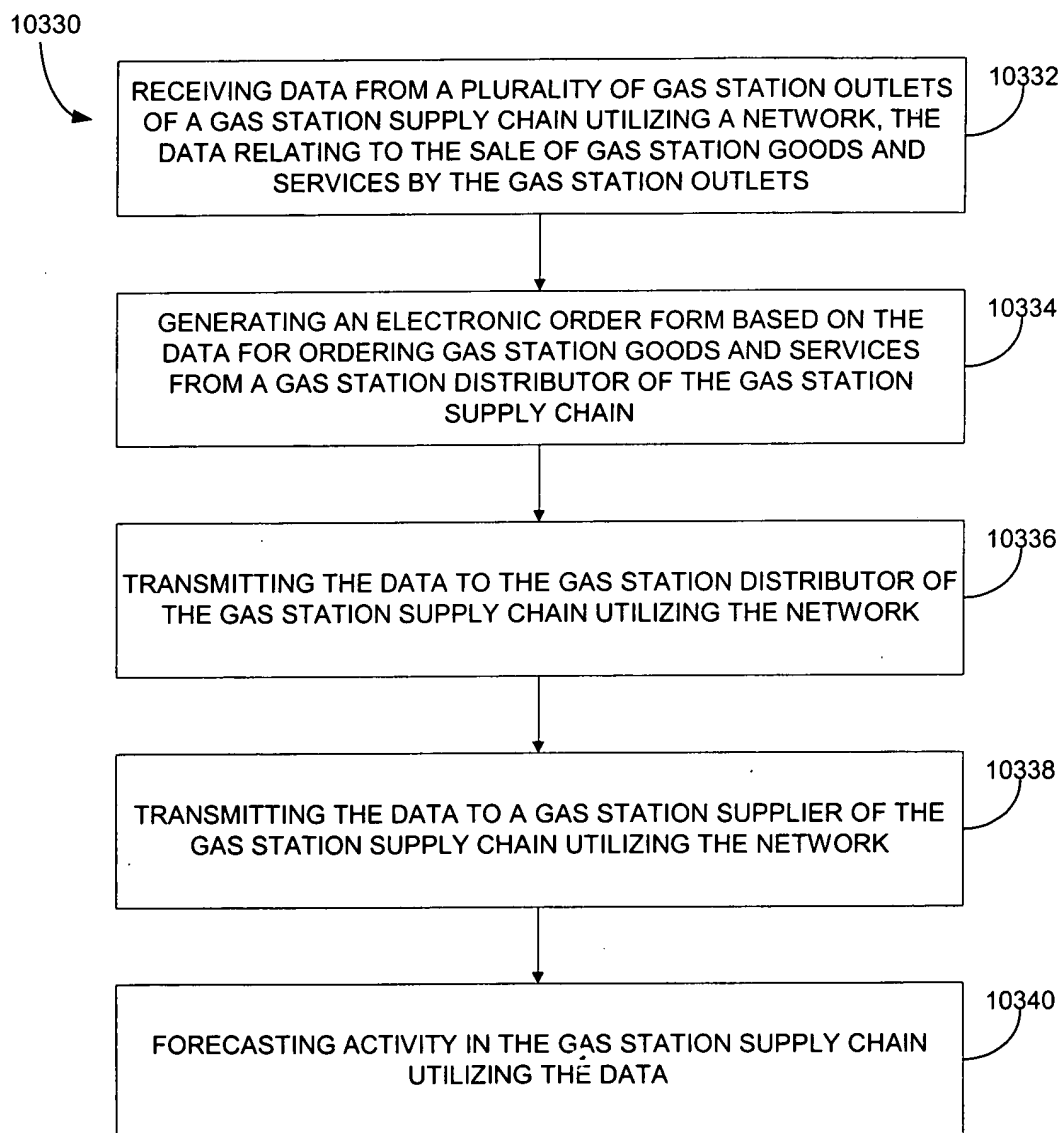 10330
RECEIVING DATA FROM A PLURALITY OF GAS STATION OUTLETS
OF A GAS STATION SUPPLY CHAIN UTILIZING A NETWORK, THE
DATA RELATING TO THE SALE OF GAS STATION GOODS AND
SERVICES BY THE GAS STATION OUTLETS
10332
GENERATING AN ELECTRONIC ORDER FORM BASED ON THE
DATA FOR ORDERING GAS STATION GOODS AND SERVICES
FROM A GAS STATION DISTRIBUTOR OF THE GAS STATION
SUPPLY CHAIN
10334
TRANSMITTING THE DATA TO THE GAS STATION DISTRIBUTOR OF
THE GAS STATION SUPPLY CHAIN UTILIZING THE NETWORK
10336
TRANSMITTING THE DATA TO A GAS STATION SUPPLIER OF THE
GAS STATION SUPPLY CHAIN UTILIZING THE NETWORK
10338
FORECASTING ACTIVITY IN THE GAS STATION SUPPLY CHAIN
UTILIZING THE DATA
10340